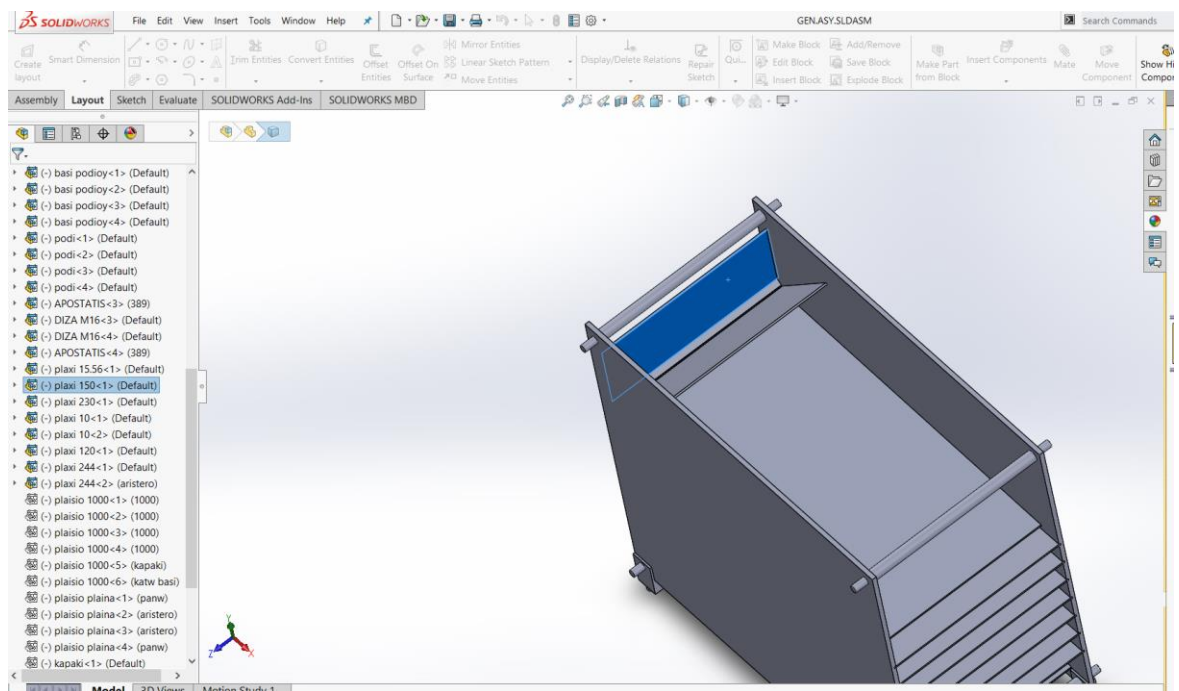 SOLIDWORKS File Edit View Insert Tools Window Help GEN.ASY.SLDASM Search Commands
Create layout Smart Dimension Trim Entities Convert Entities Offset Entities Offset On Surface Mirror Entities Linear Sketch Pattern Move Entities Display/Delete Relations Repair Sketch Qui... Make Block Edit Block Insert Block Add/Remove Save Block Explode Block Make Part from Block Insert Components Mate Move Component Show Hi Compor
Assembly Layout Sketch Evaluate SOLIDWORKS Add-Ins SOLIDWORKS MBD
(-) basi podioy<1> (Default)
(-) basi podioy<2> (Default)
(-) basi podioy<3> (Default)
(-) basi podioy<4> (Default)
(-) podi<1> (Default)
(-) podi<2> (Default)
(-) podi<3> (Default)
(-) podi<4> (Default)
(-) APOSTATIS<3> (389)
(-) DIZA M16<3> (Default)
(-) DIZA M16<4> (Default)
(-) APOSTATIS<4> (389)
(-) plaxi 15.56<1> (Default)
(-) plaxi 150<1> (Default)
(-) plaxi 230<1> (Default)
(-) plaxi 10<1> (Default)
(-) plaxi 10<2> (Default)
(-) plaxi 120<1> (Default)
(-) plaxi 244<1> (Default)
(-) plaxi 244<2> (aristero)
(-) plaisio 1000<1> (1000)
(-) plaisio 1000<2> (1000)
(-) plaisio 1000<3> (1000)
(-) plaisio 1000<4> (1000)
(-) plaisio 1000<5> (kapaki)
(-) plaisio 1000<6> (katw basi)
(-) plaisio plaina<1> (panw)
(-) plaisio plaina<2> (aristero)
(-) plaisio plaina<3> (aristero)
(-) plaisio plaina<4> (panw)
(-) kapaki<1> (Default)
Y
Z X
Model 3D Views Motion Study 1